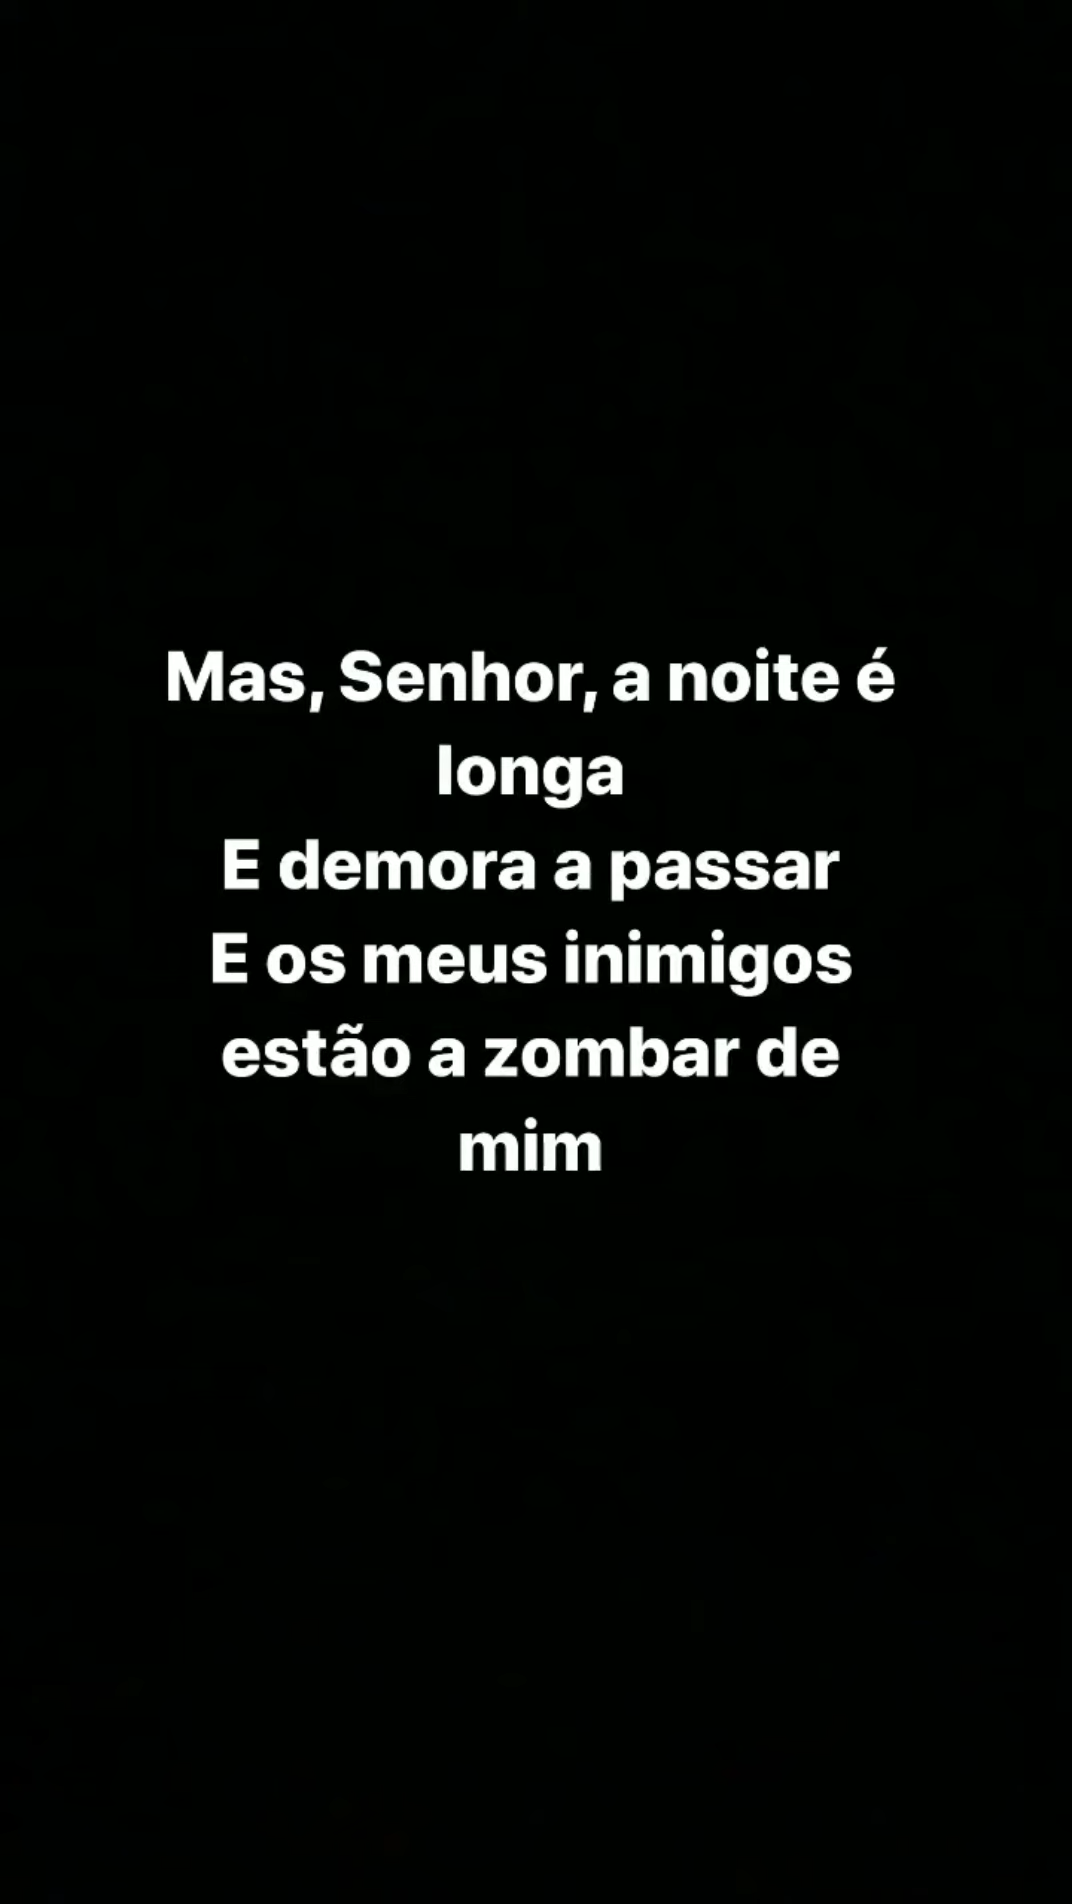 Mas, Senhor, a noite é
longa
E demora a passar
E os meus inimigos
estão a zombar de
mim